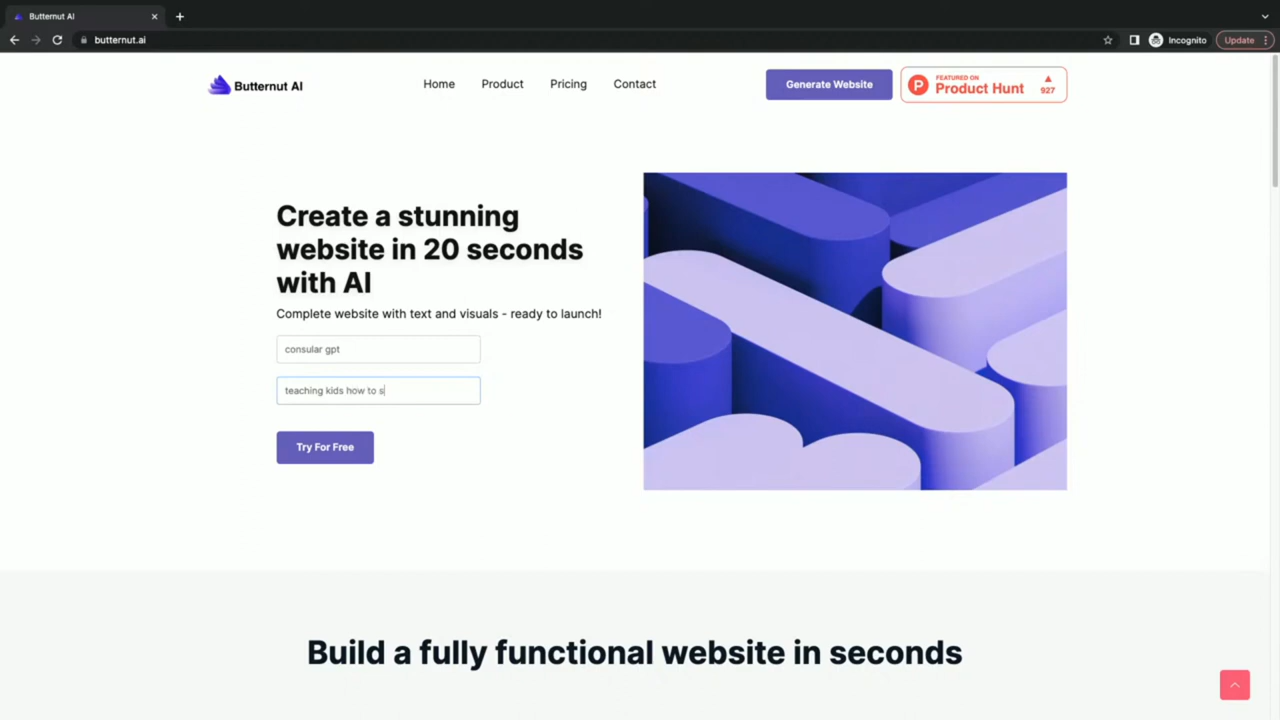 Butternut AI
butternut.ai
Incognito
Update
Butternut AI
Home
Product
Pricing
Contact
Generate Website
FEATURED ON
Product Hunt
927
Create a stunning
website in 20 seconds
with AI
Complete website with text and visuals - ready to launch!
consular gpt
teaching kids how to s
Try For Free
Build a fully functional website in seconds